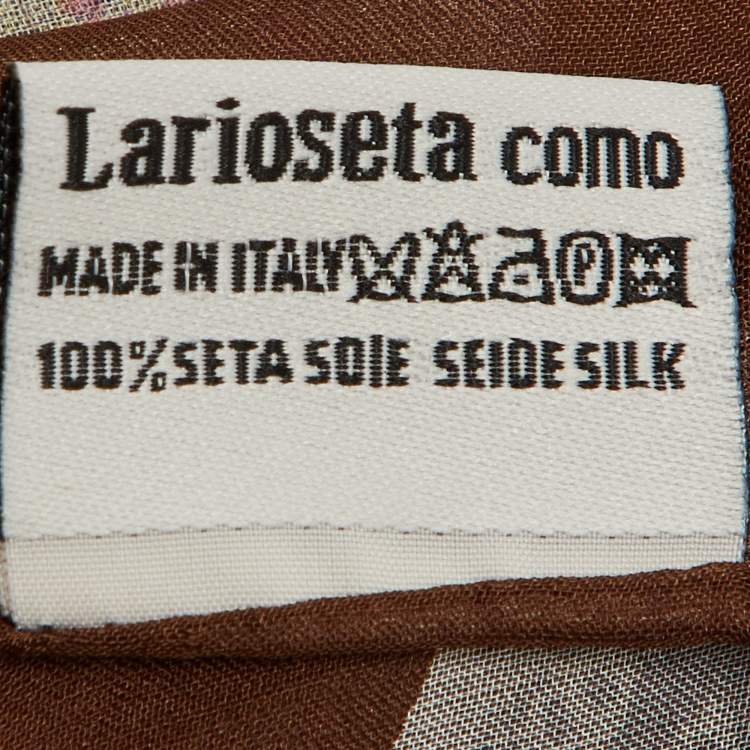 Larioseta como
MADE IN ITALY P
100% SETA SOIE SEIDE SILK